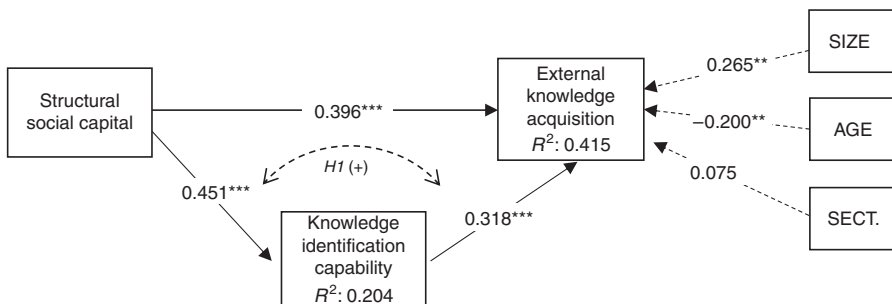 Structural
social capital
0.396***
0.451***
H1 (+)
Knowledge
identification
capability
R²: 0.204
0.318***
External
knowledge
acquisition
R²: 0.415
0.265**
−0.200**
0.075
SIZE
AGE
SECT.